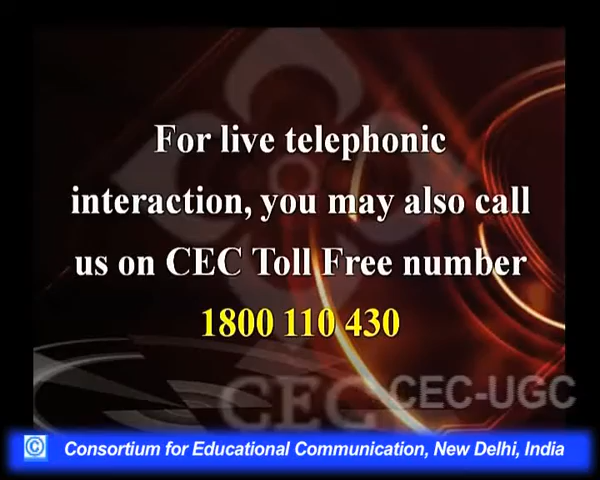 For live telephonic
interaction, you may also call
us on CEC Toll Free number
1800 110 430
CEC
CEC-UGC
© Consortium for Educational Communication, New Delhi, India